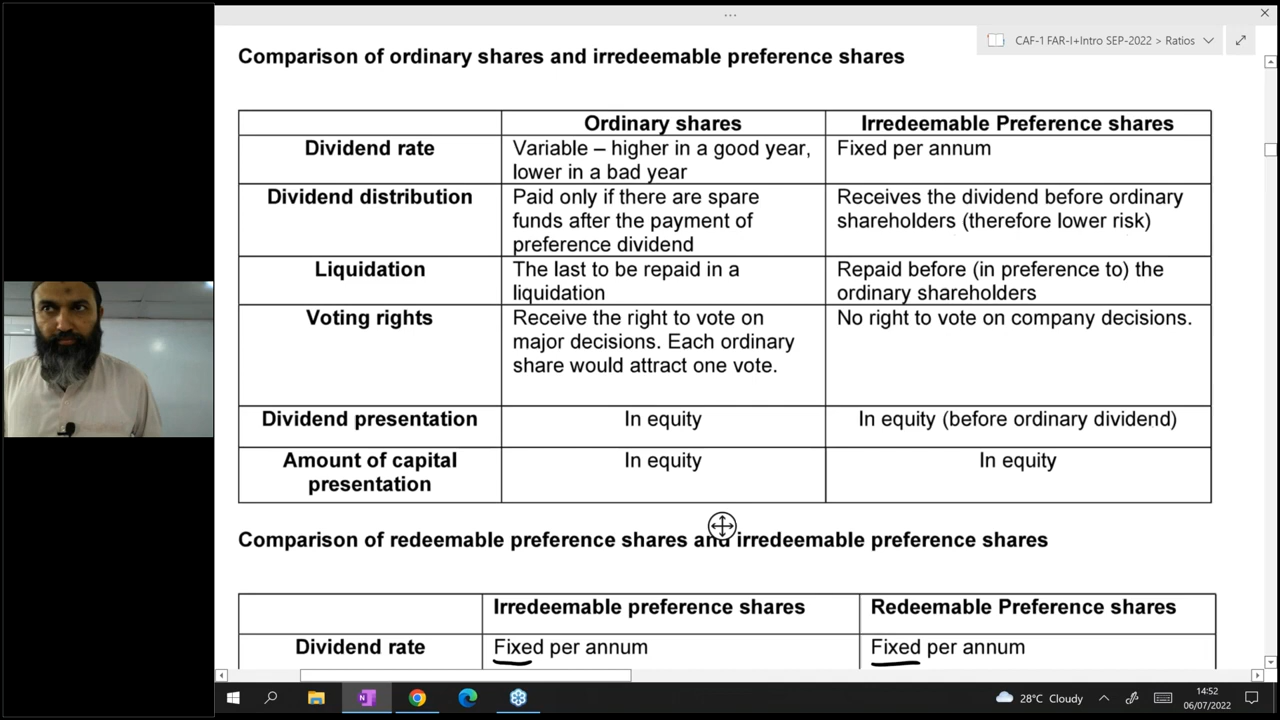 ...
CAF-1 FAR-I+Intro SEP-2022 > Ratios
Comparison of ordinary shares and irredeemable preference shares
Ordinary shares
Irredeemable Preference shares
Dividend rate
Variable – higher in a good year,
lower in a bad year
Fixed per annum
Dividend distribution
Paid only if there are spare
funds after the payment of
preference dividend
Receives the dividend before ordinary
shareholders (therefore lower risk)
Liquidation
The last to be repaid in a
liquidation
Repaid before (in preference to) the
ordinary shareholders
Voting rights
Receive the right to vote on
major decisions. Each ordinary
share would attract one vote.
No right to vote on company decisions.
Dividend presentation
In equity
In equity (before ordinary dividend)
Amount of capital
presentation
In equity
In equity
Comparison of redeemable preference shares and irredeemable preference shares
Irredeemable preference shares
Redeemable Preference shares
Dividend rate
Fixed per annum
Fixed per annum
28°C Cloudy
14:52
06/07/2022